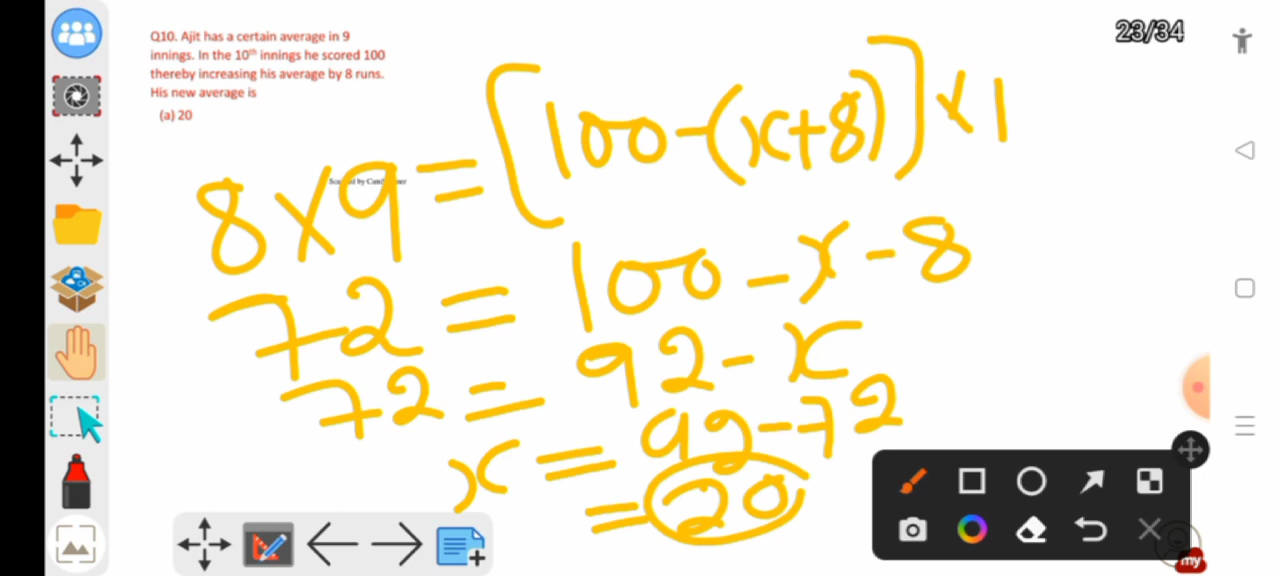 23/34
Q10. Ajit has a certain average in 9
innings. In the 10th innings he scored 100
thereby increasing his average by 8 runs.
His new average is
(a) 20
8 × 9 = [100 - (x+8)] × 1
72 = 100 - x - 8
72 = 92 - x
x = 92 - 72
= 20
my